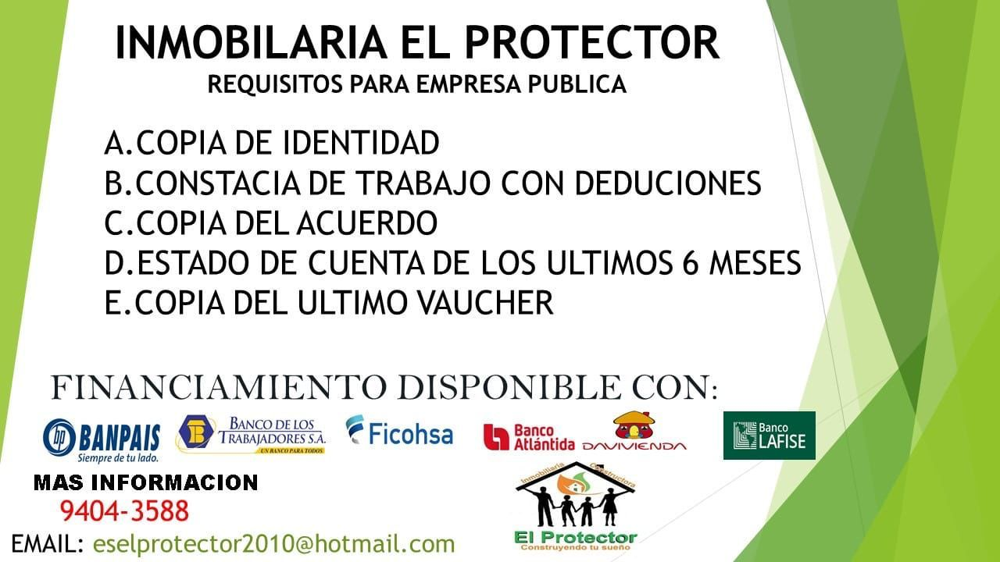 INMOBILARIA EL PROTECTOR
REQUISITOS PARA EMPRESA PUBLICA
A.COPIA DE IDENTIDAD
B.CONSTACIA DE TRABAJO CON DEDUCIONES
C.COPIA DEL ACUERDO
D.ESTADO DE CUENTA DE LOS ULTIMOS 6 MESES
E.COPIA DEL ULTIMO VAUCHER
FINANCIAMIENTO DISPONIBLE CON:
bp BANPAIS
Siempre de tu lado.
B BANCO DE LOS
TRABAJADORES S.A.
UN BANCO PARA TODOS
Ficohsa
Banco
Atlántida
DAVIVIENDA
Banco
LAFISE
MAS INFORMACION
9404-3588
EMAIL: eselprotector2010@hotmail.com
Inmobiliaria Constructora
El Protector
Construyendo tu sueño